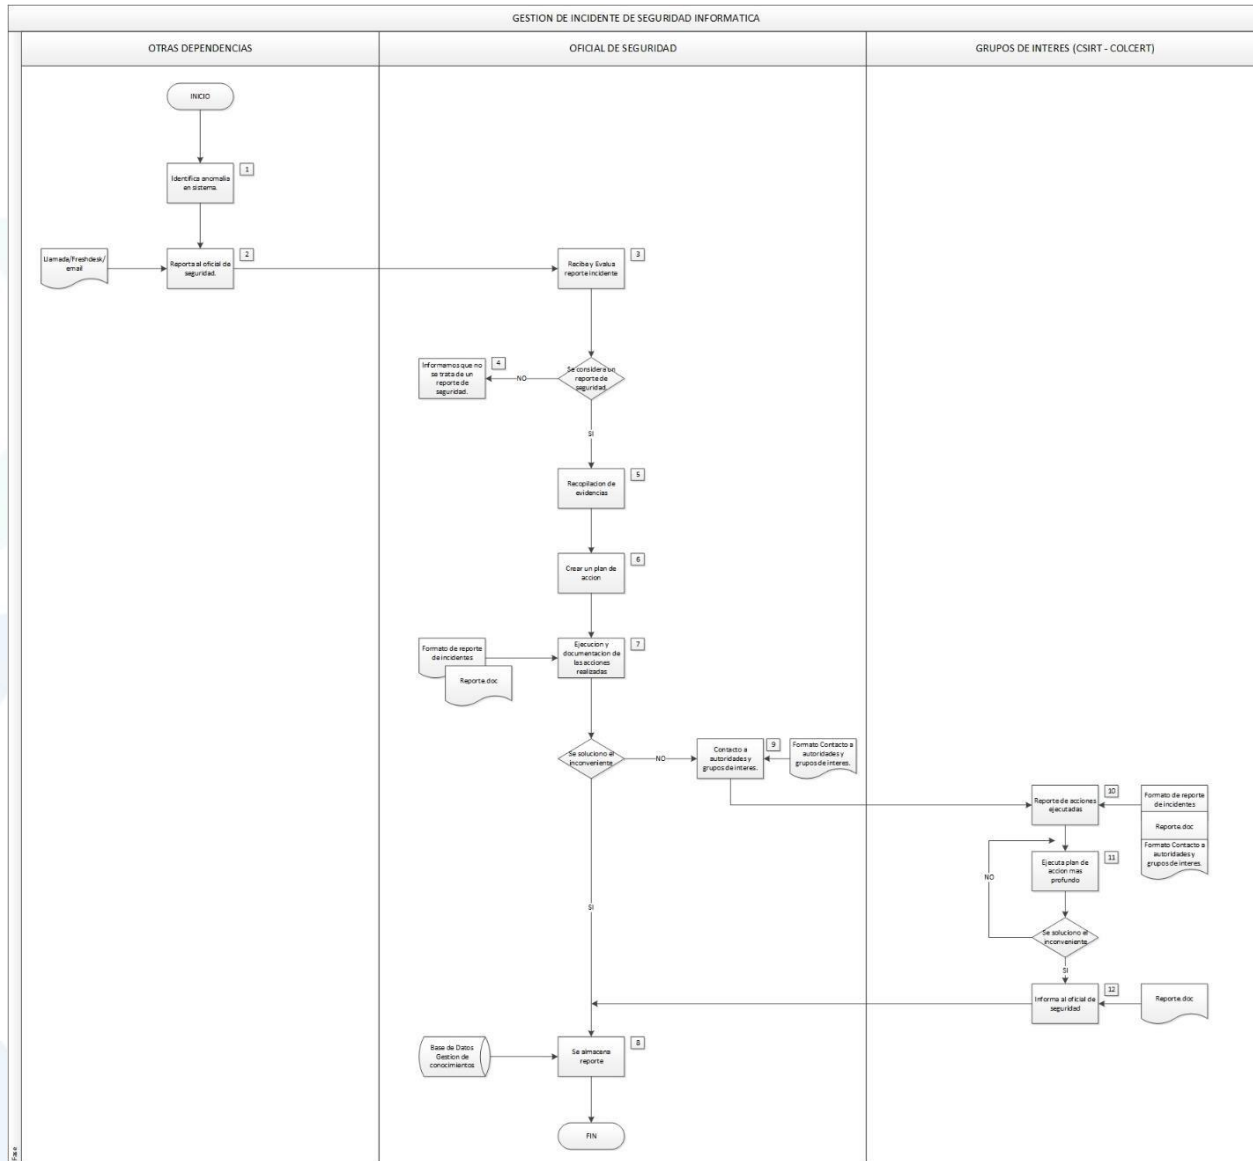 GESTION DE INCIDENTE DE SEGURIDAD INFORMATICA
OTRAS DEPENDENCIAS
OFICIAL DE SEGURIDAD
GRUPOS DE INTERES (CSIRT - COLCERT)
INICIO
1
Identifica anomalia
en sistema.
Llamada/Freshdesk/
email
2
Reporta al oficial de
seguridad.
3
Recibe y Evalua
reporte incidente
Se considera un
reporte de
seguridad.
NO
4
Informamos que no
se trata de un
reporte de
seguridad.
SI
5
Recopilacion de
evidencias
6
Crear un plan de
accion
7
Ejecucion y
documentacion de
las acciones
realizadas
Formato de reporte
de incidentes
Reporte.doc
Se soluciono el
inconveniente
NO
9
Contacto a
autoridades y
grupos de interes.
Formato Contacto a
autoridades y
grupos de interes.
10
Reporte de acciones
ejecutadas
Formato de reporte
de incidentes
Reporte.doc
Formato Contacto a
autoridades y
grupos de interes.
11
Ejecuta plan de
accion mas
profundo
NO
Se soluciono el
inconveniente
SI
SI
12
Informa al oficial de
seguridad
Reporte.doc
Base de Datos
Gestion de
conocimientos
8
Se almacena
reporte
FIN
Fase